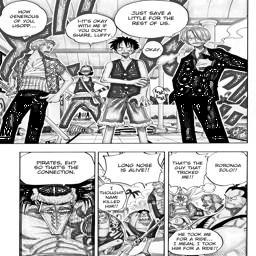 HOW
GENEROUS
OF YOU,
USOPP...
IT'S OKAY
WITH ME IF
YOU DON'T
SHARE, LUFFY.
JUST SAVE A
LITTLE FOR THE
REST OF US.
OKAY.
PIRATES, EH?
SO THAT'S THE
CONNECTION.
LONG NOSE
IS ALIVE!!
THOUGHT
NAMI
KILLED
HIM!!
THAT'S THE
GUY THAT
TRICKED
ME!!
RORONOA
ZOLO!!
HE TOOK ME
FOR A RIDE...
I MEAN, I TOOK
HIM FOR A RIDE!!